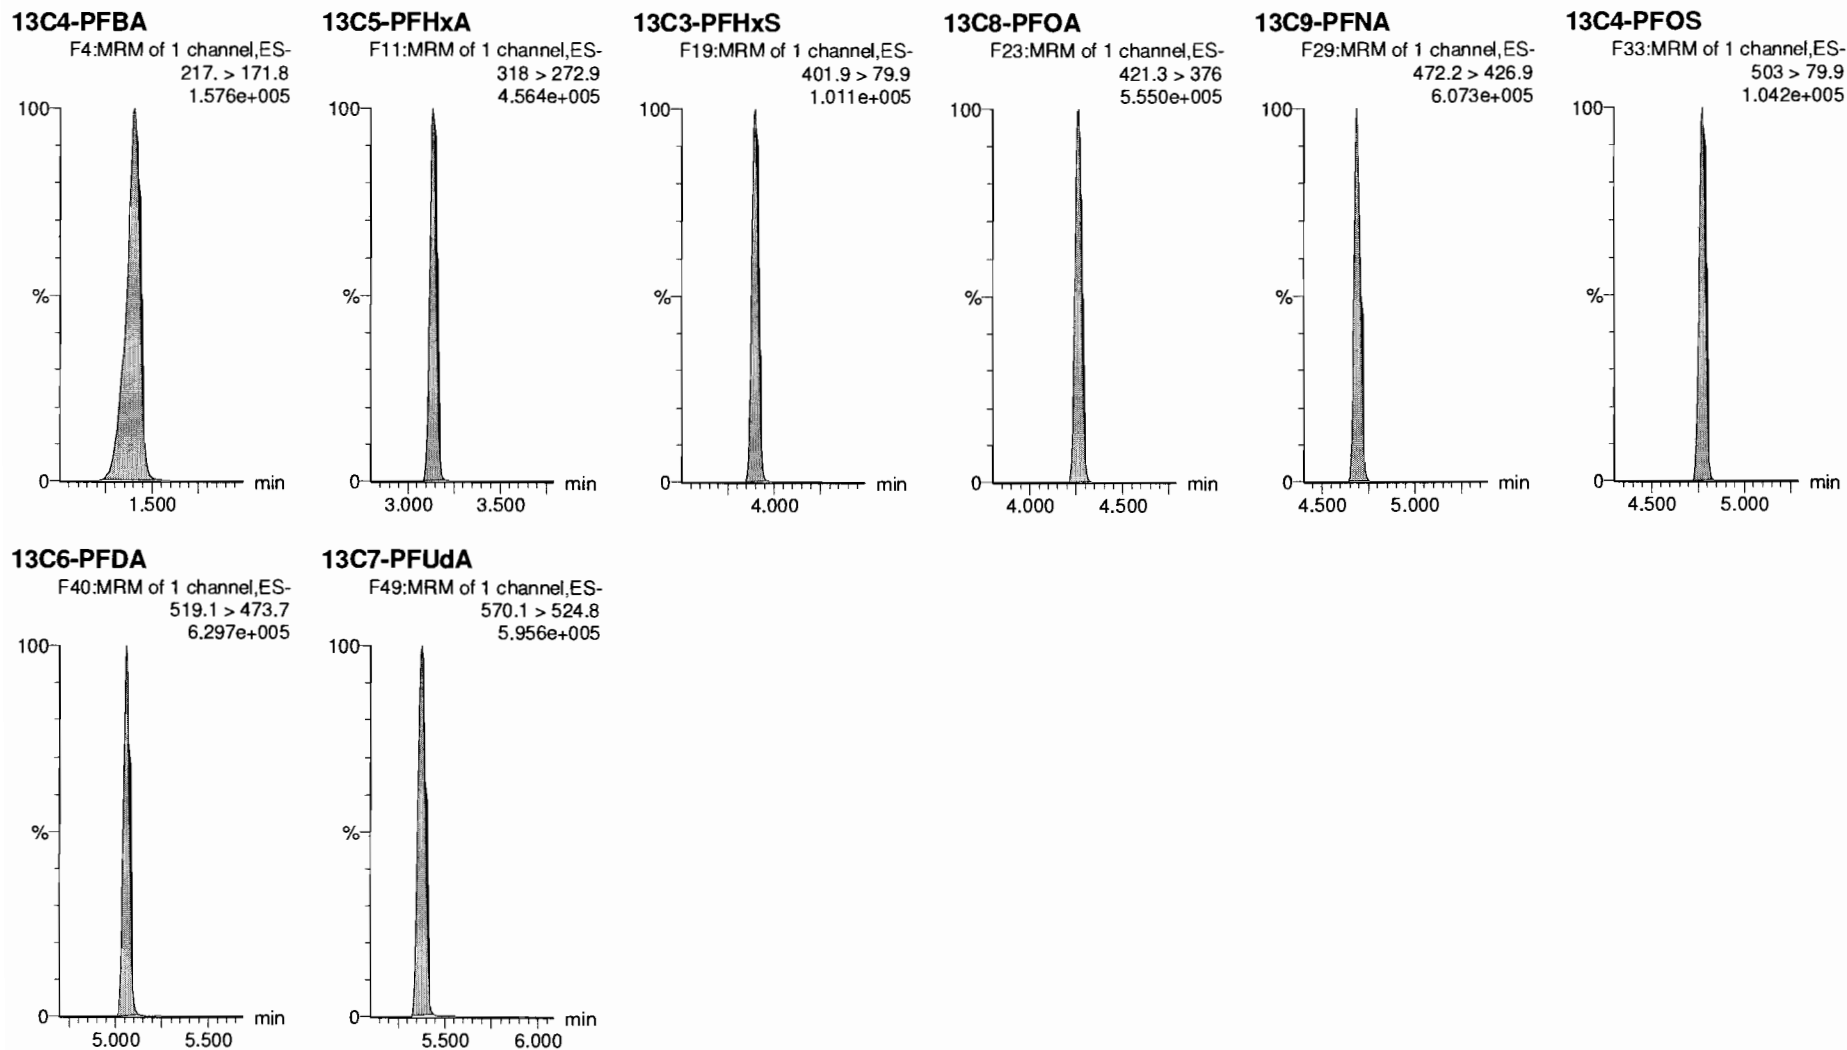 13C4-PFBA
F4:MRM of 1 channel,ES-
217. > 171.8
1.576e+005
100
%
0
min
1.500
13C5-PFHxA
F11:MRM of 1 channel,ES-
318 > 272.9
4.564e+005
100
%
0
min
3.000 3.500
13C3-PFHxS
F19:MRM of 1 channel,ES-
401.9 > 79.9
1.011e+005
100
%
0
min
4.000
13C8-PFOA
F23:MRM of 1 channel,ES-
421.3 > 376
5.550e+005
100
%
0
min
4.000 4.500
13C9-PFNA
F29:MRM of 1 channel,ES-
472.2 > 426.9
6.073e+005
100
%
0
min
4.500 5.000
13C4-PFOS
F33:MRM of 1 channel,ES-
503 > 79.9
1.042e+005
100
%
0
min
4.500 5.000
13C6-PFDA
F40:MRM of 1 channel,ES-
519.1 > 473.7
6.297e+005
100
%
0
min
5.000 5.500
13C7-PFUdA
F49:MRM of 1 channel,ES-
570.1 > 524.8
5.956e+005
100
%
0
min
5.500 6.000